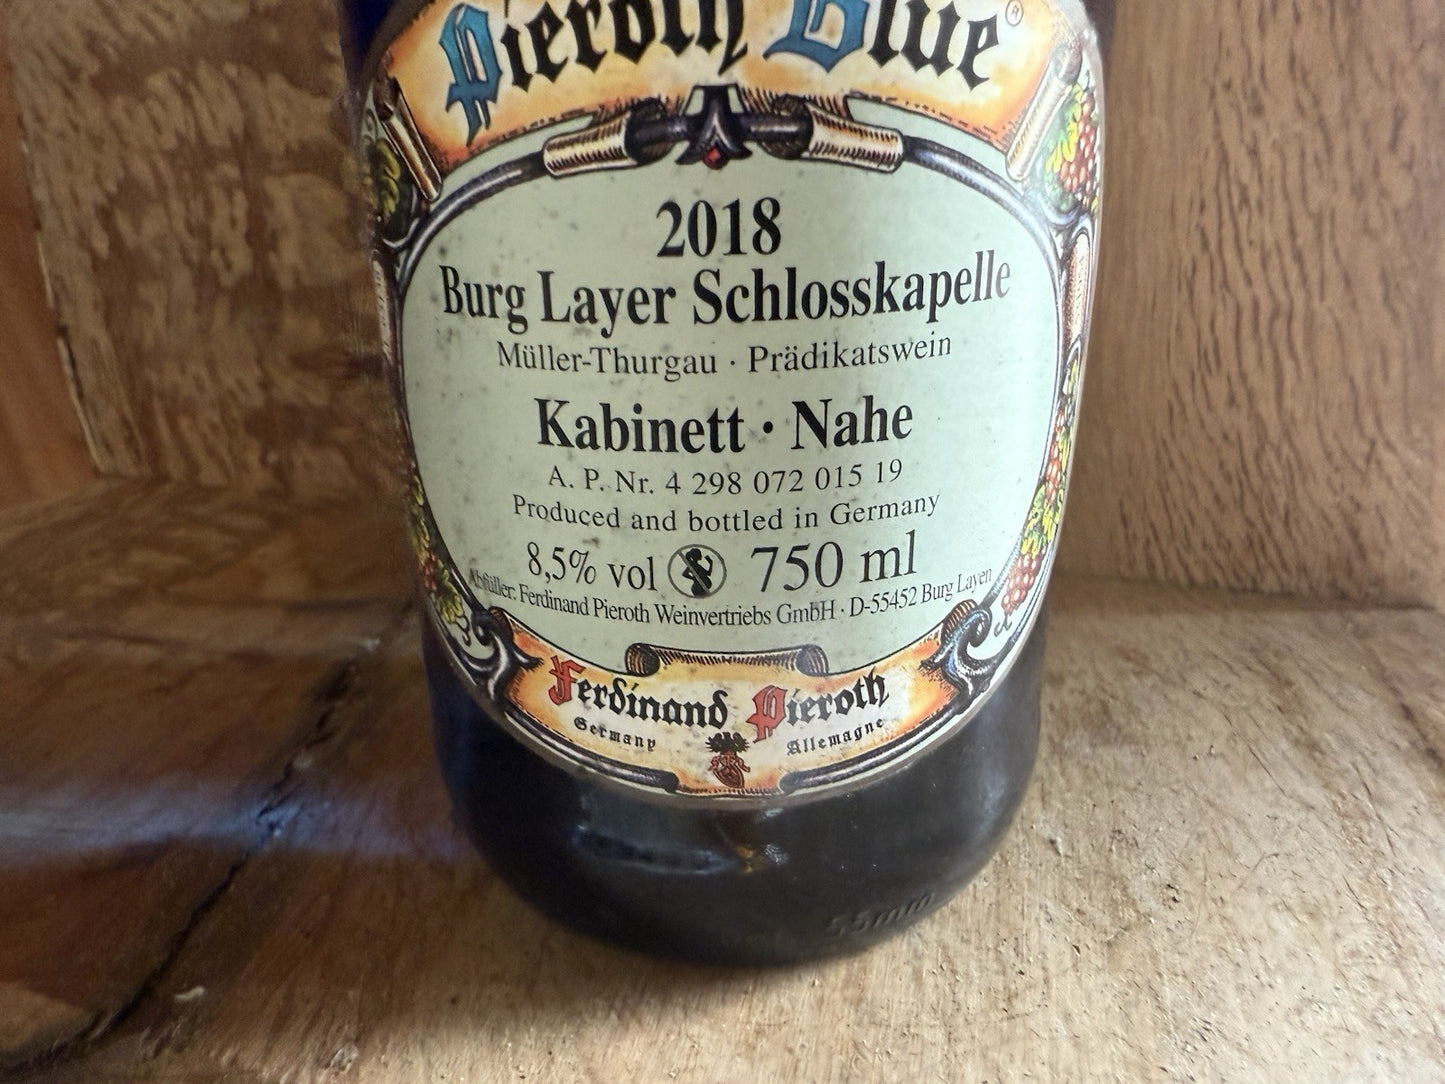 Pieroth Blue®
2018
Burg Layer Schlosskapelle
Müller-Thurgau · Prädikatswein
Kabinett · Nahe
A. P. Nr. 4 298 072 015 19
Produced and bottled in Germany
8,5% vol 750 ml
Abfüller: Ferdinand Pieroth Weinvertriebs GmbH · D-55452 Burg Layen
Ferdinand Pieroth
Germany Allemagne
55mm